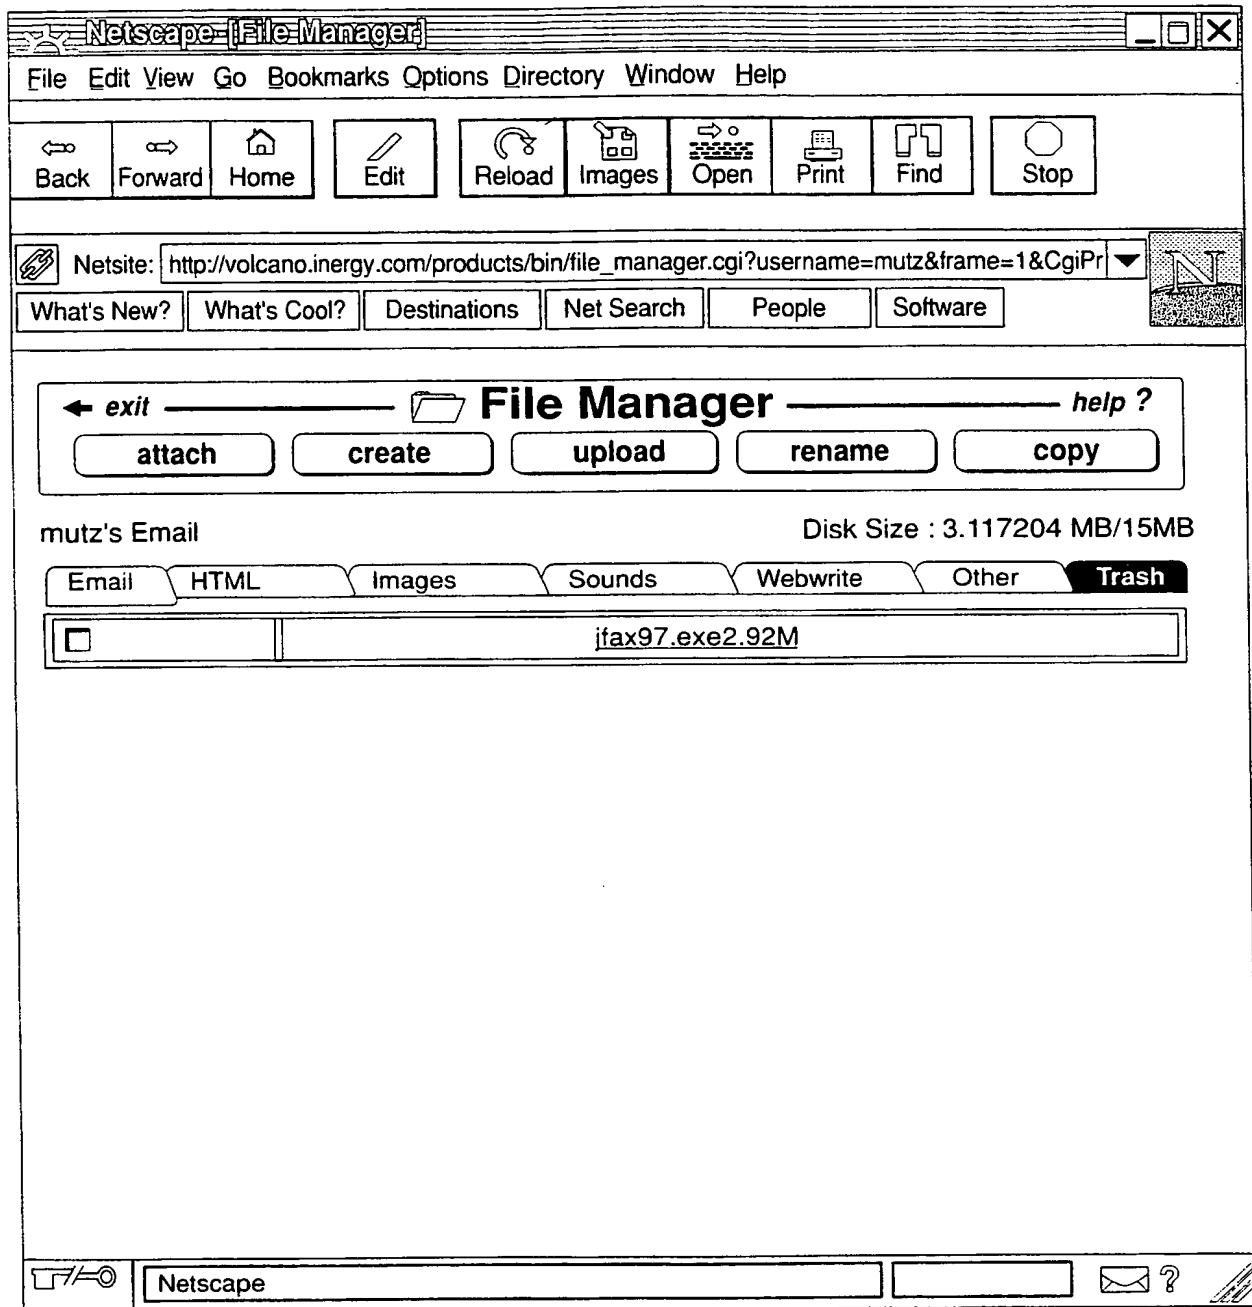 Netscape-[File Manager]
File Edit View Go Bookmarks Options Directory Window Help
Back Forward Home Edit Reload Images Open Print Find Stop
Netsite: http://volcano.inergy.com/products/bin/file_manager.cgi?username=mutz&frame=1&CgiPr
N
What's New? What's Cool? Destinations Net Search People Software
exit File Manager help ?
attach create upload rename copy
mutz's Email Disk Size : 3.117204 MB/15MB
Email HTML Images Sounds Webwrite Other Trash
jfax97.exe2.92M
Netscape ?